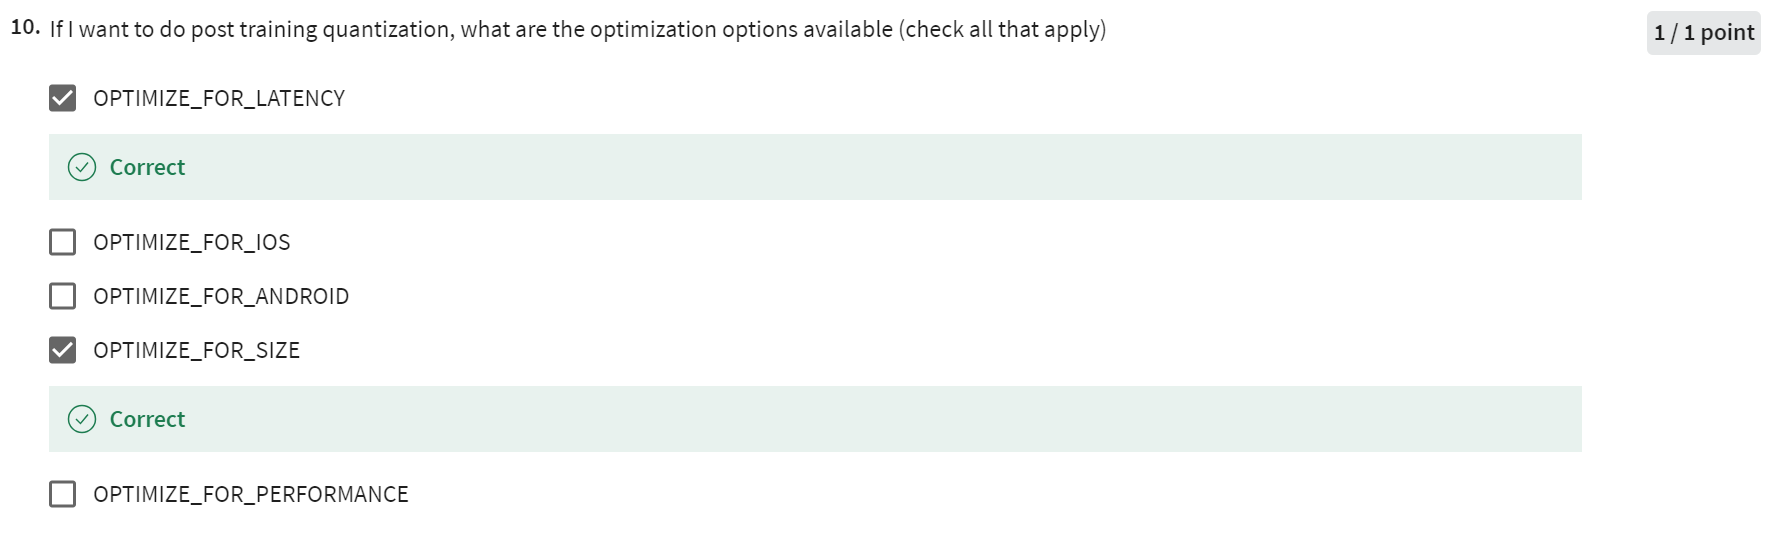 10. If I want to do post training quantization, what are the optimization options available (check all that apply)
1 / 1 point
OPTIMIZE_FOR_LATENCY
Correct
OPTIMIZE_FOR_IOS
OPTIMIZE_FOR_ANDROID
OPTIMIZE_FOR_SIZE
Correct
OPTIMIZE_FOR_PERFORMANCE